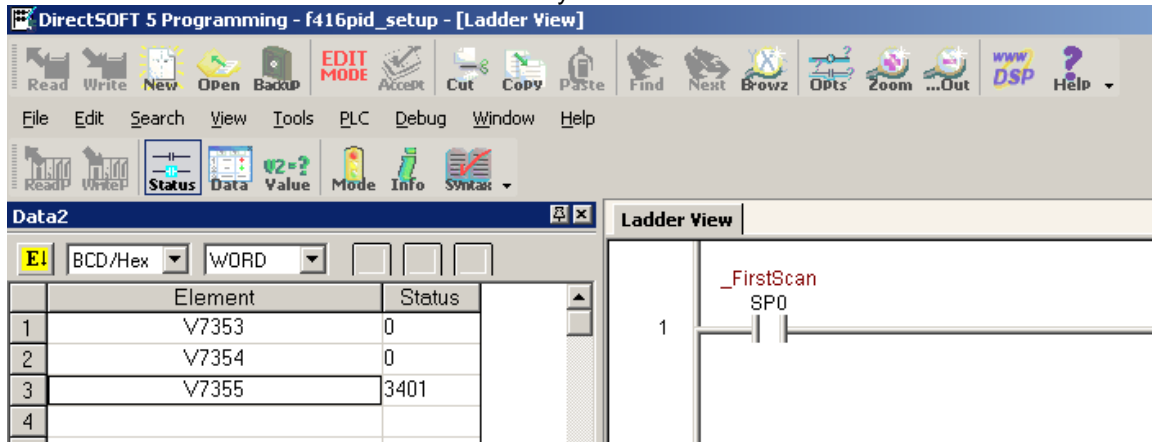 DirectSOFT 5 Programming - f416pid_setup - [Ladder View]
Read Write New Open Backup EDIT MODE Accept Cut Copy Paste Find Next Browz Opts Zoom ...Out WWW DSP Help
File Edit Search View Tools PLC Debug Window Help
ReadP WriteP Status Data V2=? Value Mode Info Syntax
Data2
Ladder View
E↓ BCD/Hex WORD
Element Status
1 V7353 0
2 V7354 0
3 V7355 3401
4
_FirstScan
SP0
1